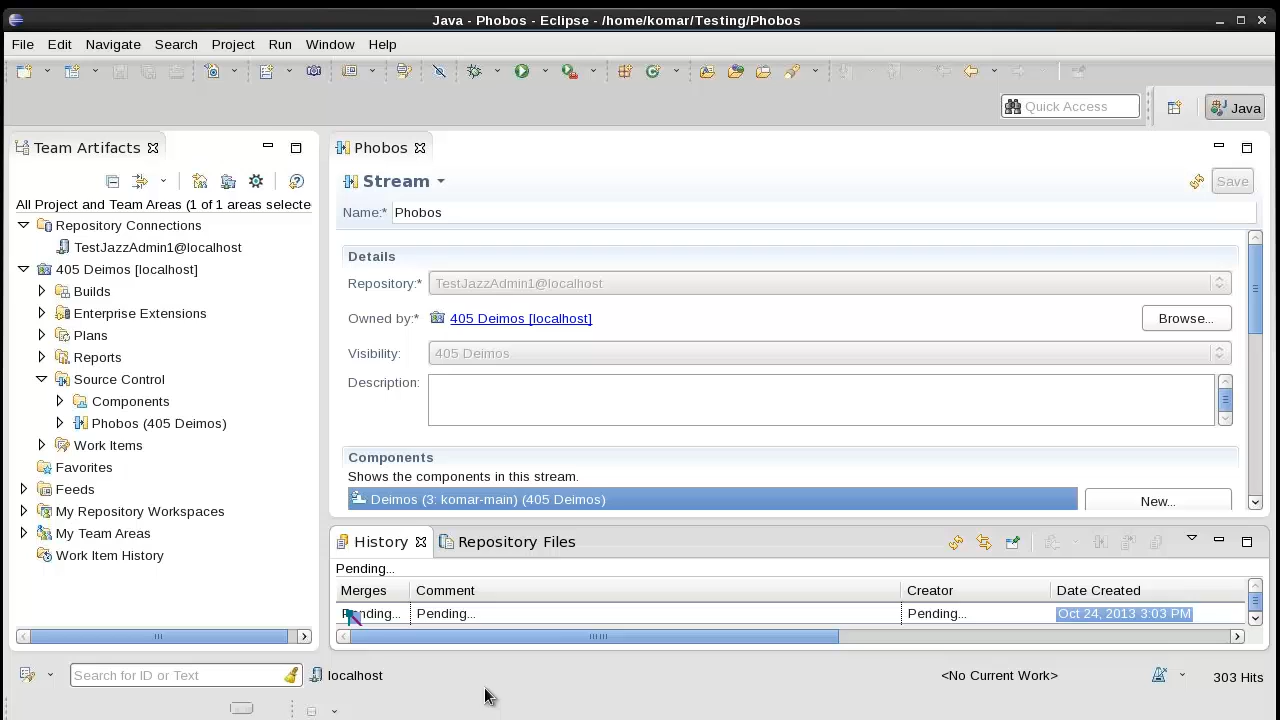 Java - Phobos - Eclipse - /home/komar/Testing/Phobos
File Edit Navigate Search Project Run Window Help
Quick Access
Java
Team Artifacts
All Project and Team Areas (1 of 1 areas selecte
Repository Connections
TestJazzAdmin1@localhost
405 Deimos [localhost]
Builds
Enterprise Extensions
Plans
Reports
Source Control
Components
Phobos (405 Deimos)
Work Items
Favorites
Feeds
My Repository Workspaces
My Team Areas
Work Item History
Phobos
Stream
Save
Name:* Phobos
Details
Repository:* TestJazzAdmin1@localhost
Owned by:* 405 Deimos [localhost] Browse...
Visibility: 405 Deimos
Description:
Components
Shows the components in this stream.
Deimos (3: komar-main) (405 Deimos) New...
History Repository Files
Pending...
Merges Comment Creator Date Created
Pending... Pending... Pending... Oct 24, 2013 3:03 PM
Search for ID or Text localhost <No Current Work> 303 Hits